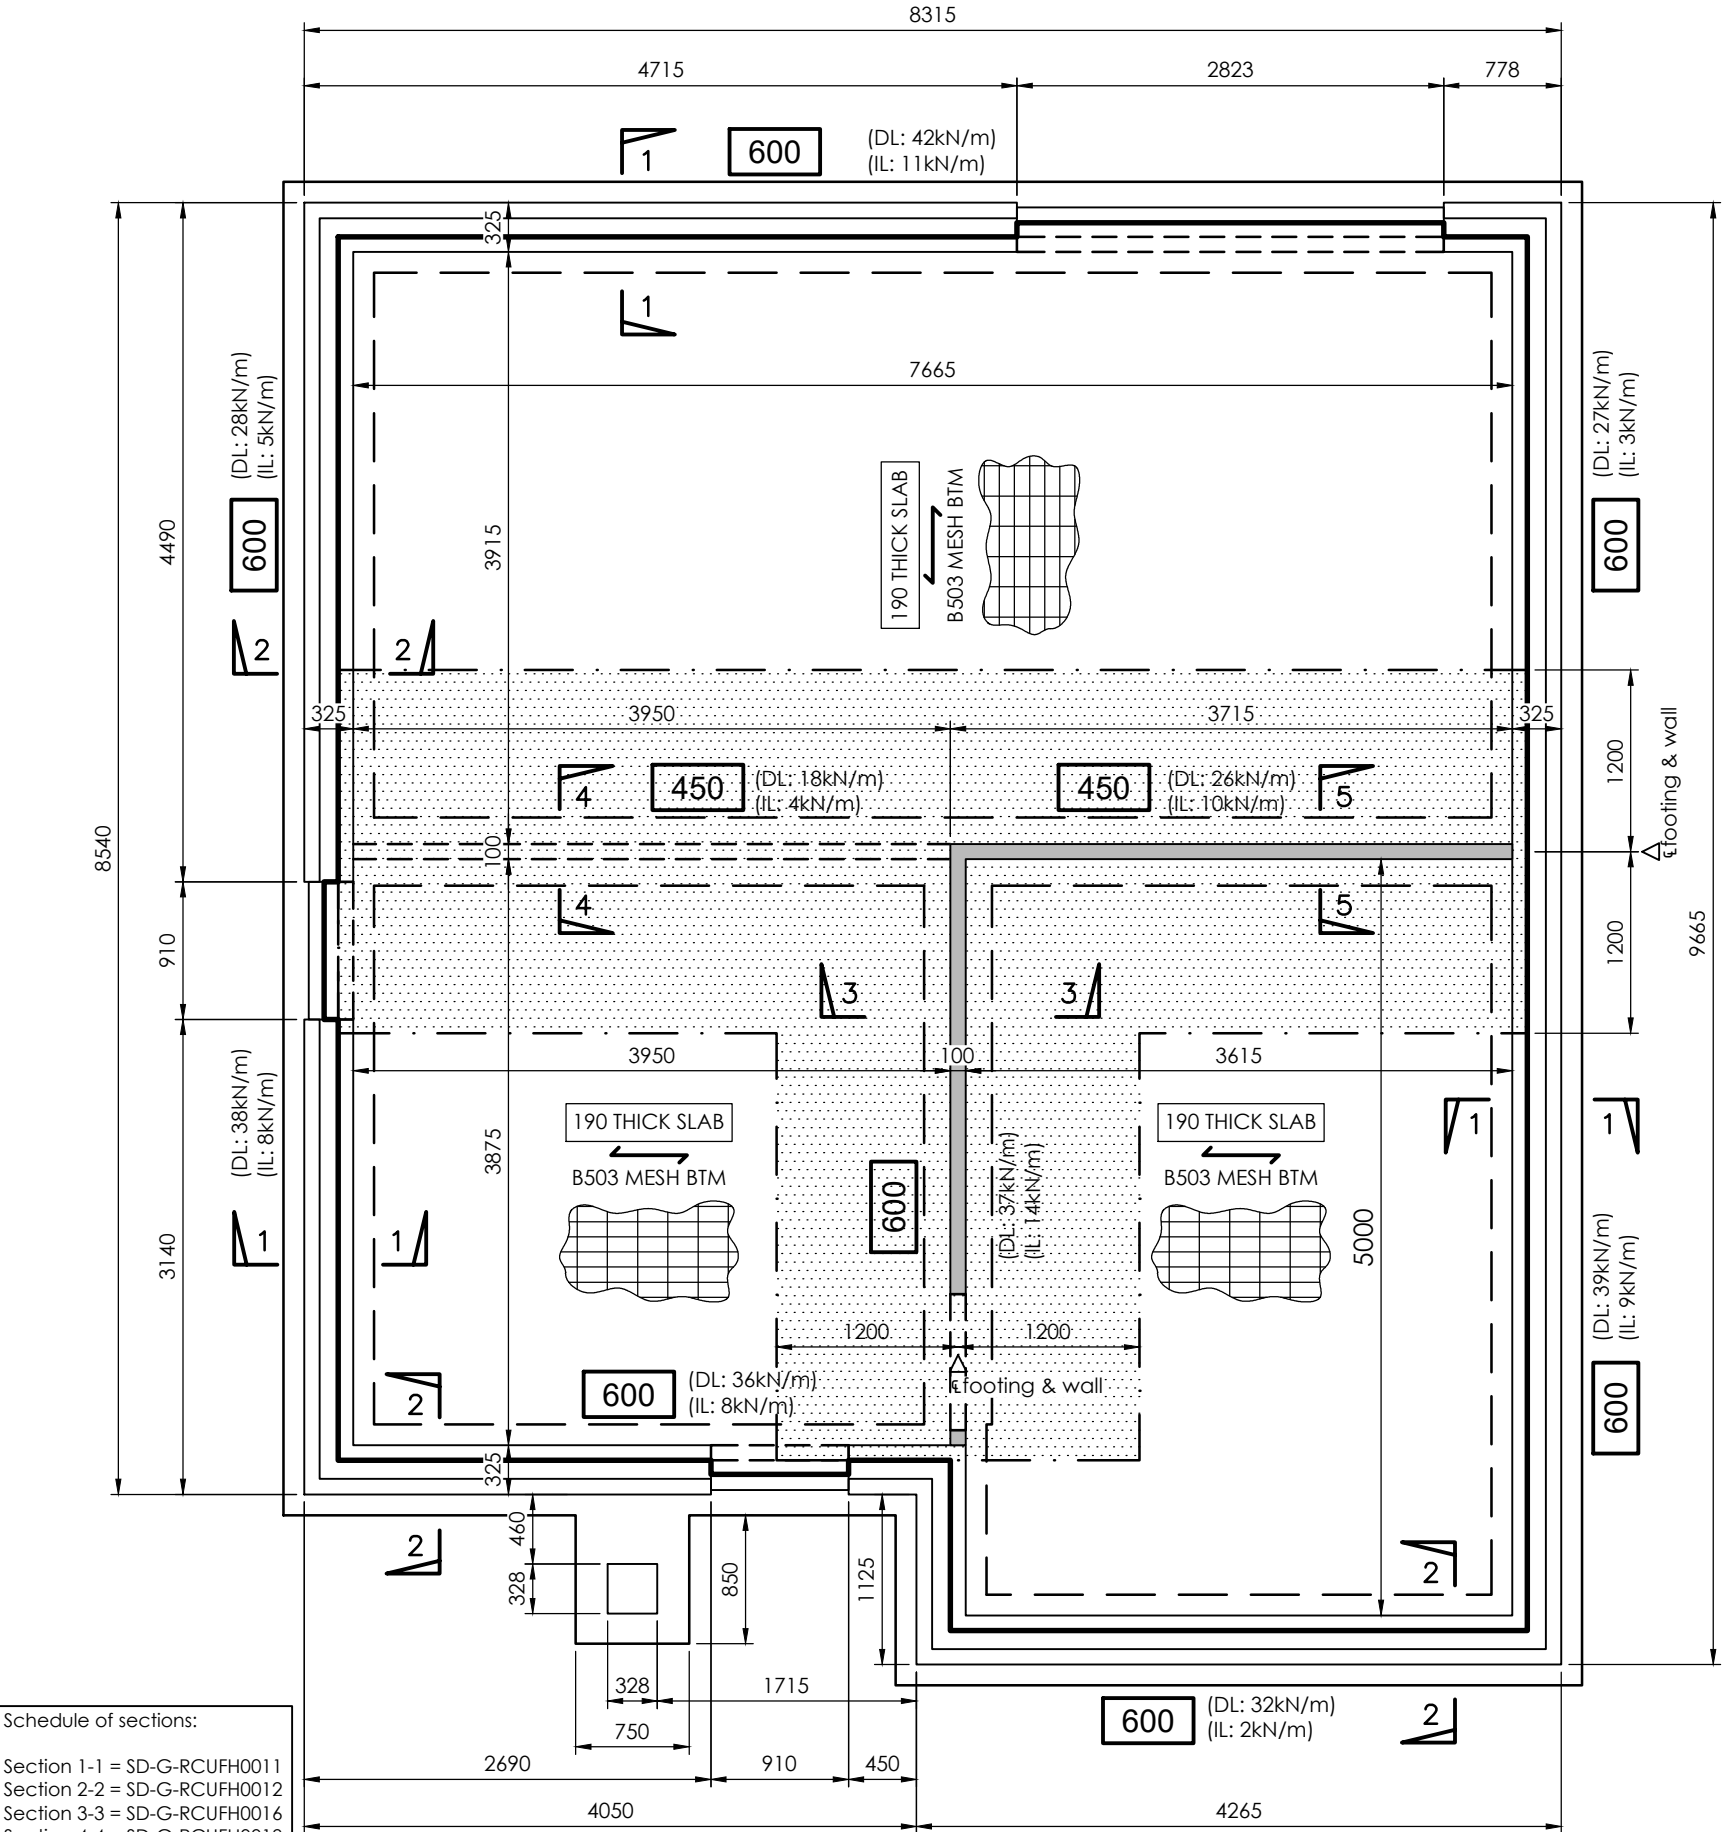 8315
4715
2823
778
1
600
(DL: 42kN/m)
(IL: 11kN/m)
325
1
7665
(DL: 28kN/m)
(IL: 5kN/m)
600
(DL: 27kN/m)
(IL: 3kN/m)
600
4490
3915
190 THICK SLAB
B503 MESH BTM
2
2
325
3950
3715
325
1200
℄footing & wall
4
450
(DL: 18kN/m)
(IL: 4kN/m)
450
(DL: 26kN/m)
(IL: 10kN/m)
5
8540
100
4
5
910
1200
9665
3
3
3950
100
3615
(DL: 38kN/m)
(IL: 8kN/m)
190 THICK SLAB
B503 MESH BTM
190 THICK SLAB
B503 MESH BTM
1
1
3875
600
(DL: 37kN/m)
(IL: 14kN/m)
5000
3140
1
1
(DL: 39kN/m)
(IL: 9kN/m)
600
1200
1200
℄footing & wall
2
600
(DL: 36kN/m)
(IL: 8kN/m)
325
460
2
328
850
1125
2
328
1715
750
600
(DL: 32kN/m)
(IL: 2kN/m)
2
2690
910
450
4050
4265
Schedule of sections:
Section 1-1 = SD-G-RCUFH0011
Section 2-2 = SD-G-RCUFH0012
Section 3-3 = SD-G-RCUFH0016